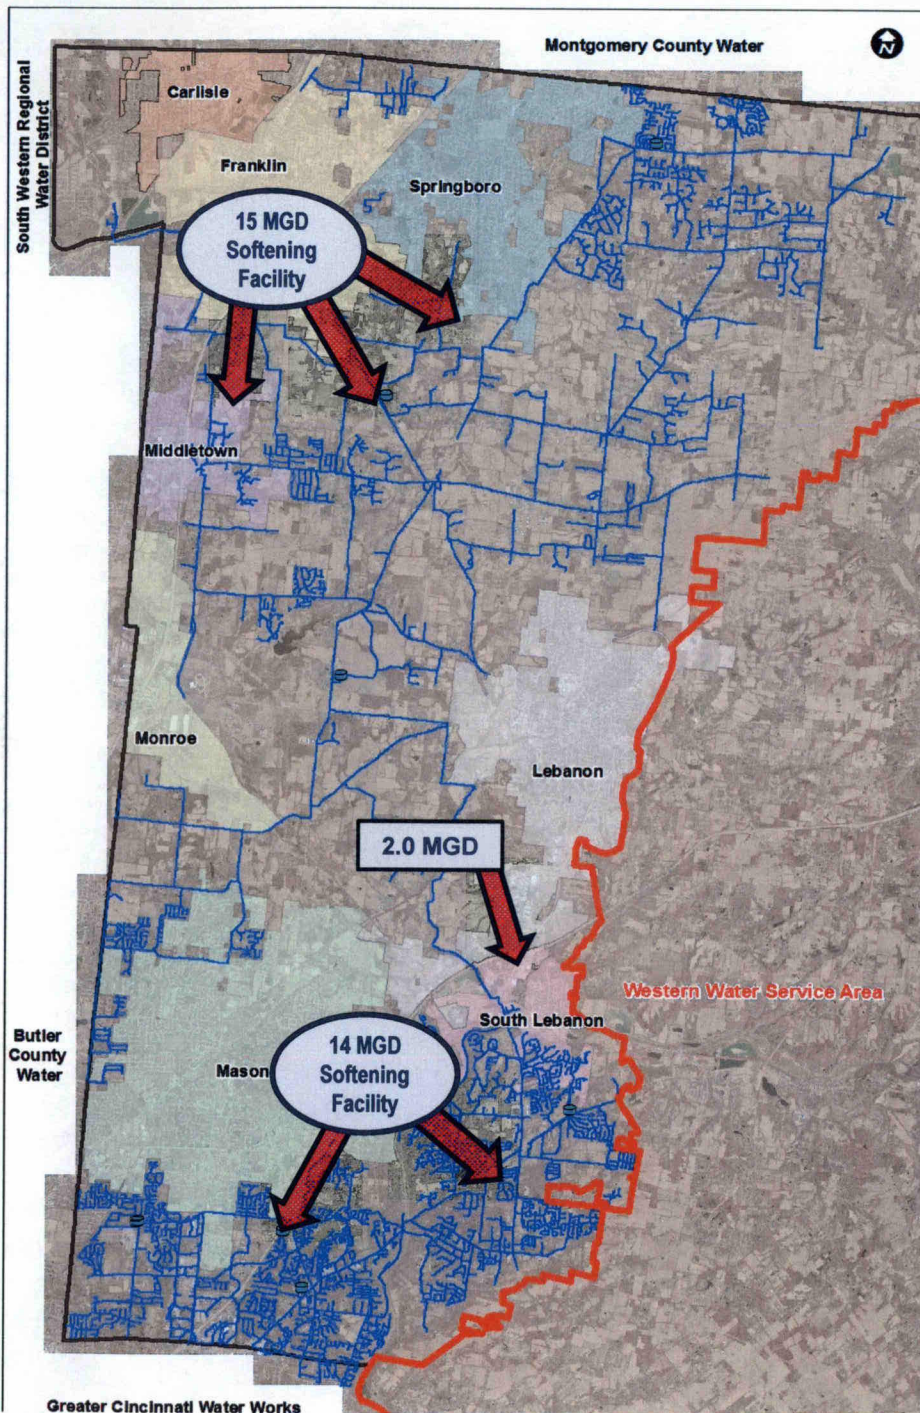 Montgomery County Water
N
South Western Regional
Water District
Carlisle
Franklin
Springboro
15 MGD
Softening
Facility
Middletown
Monroe
Lebanon
2.0 MGD
Western Water Service Area
South Lebanon
Butler
County
Water
Mason
14 MGD
Softening
Facility
Greater Cincinnati Water Works